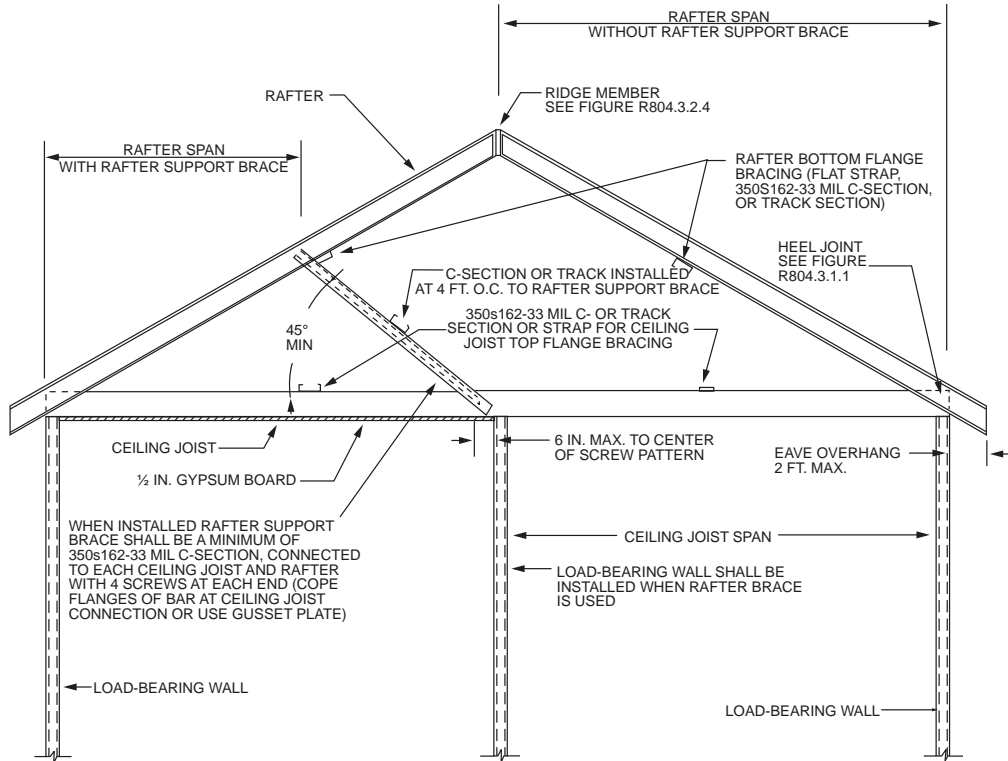 RAFTER SPAN
WITHOUT RAFTER SUPPORT BRACE
RAFTER
RIDGE MEMBER
SEE FIGURE R804.3.2.4
RAFTER SPAN
WITH RAFTER SUPPORT BRACE
RAFTER BOTTOM FLANGE
BRACING (FLAT STRAP,
350S162-33 MIL C-SECTION,
OR TRACK SECTION)
HEEL JOINT
SEE FIGURE
R804.3.1.1
C-SECTION OR TRACK INSTALLED
AT 4 FT. O.C. TO RAFTER SUPPORT BRACE
350s162-33 MIL C- OR TRACK
SECTION OR STRAP FOR CEILING
JOIST TOP FLANGE BRACING
45°
MIN
CEILING JOIST
½ IN. GYPSUM BOARD
6 IN. MAX. TO CENTER
OF SCREW PATTERN
EAVE OVERHANG
2 FT. MAX.
WHEN INSTALLED RAFTER SUPPORT
BRACE SHALL BE A MINIMUM OF
350s162-33 MIL C-SECTION, CONNECTED
TO EACH CEILING JOIST AND RAFTER
WITH 4 SCREWS AT EACH END (COPE
FLANGES OF BAR AT CEILING JOIST
CONNECTION OR USE GUSSET PLATE)
CEILING JOIST SPAN
LOAD-BEARING WALL SHALL BE
INSTALLED WHEN RAFTER BRACE
IS USED
LOAD-BEARING WALL
LOAD-BEARING WALL